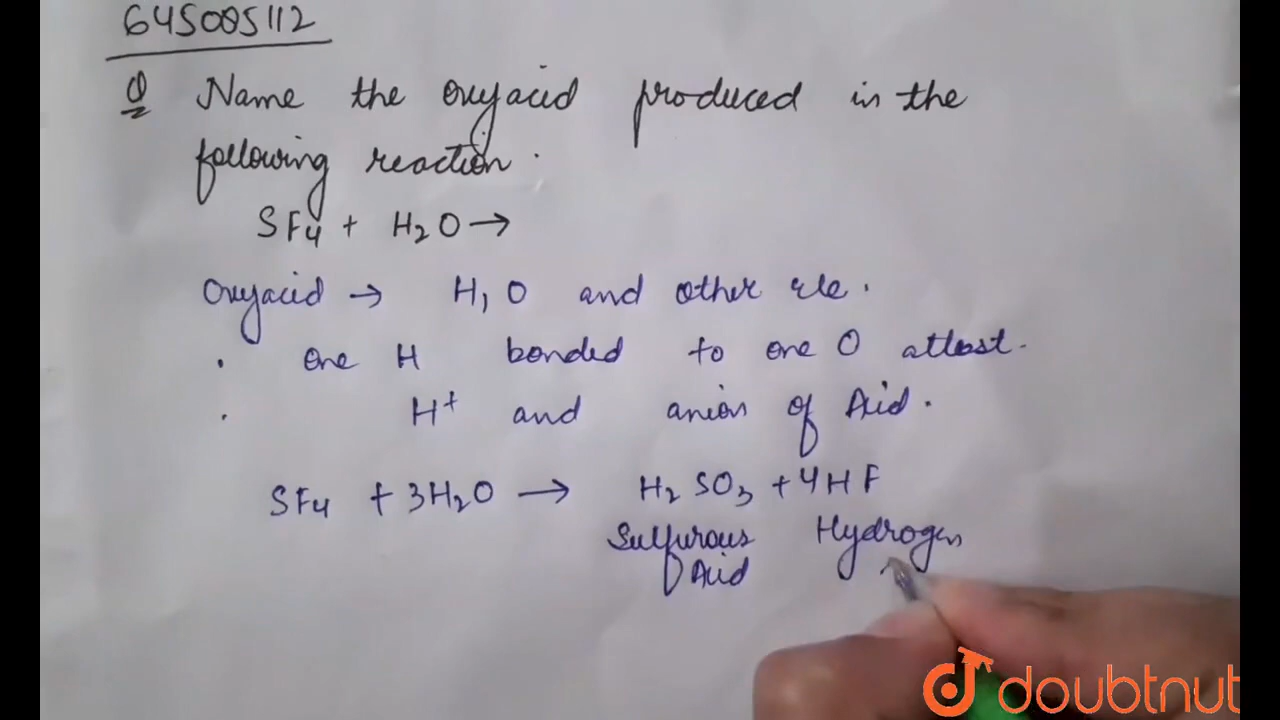 645085112
Q Name the oxyacid produced in the
following reaction.
SF4 + H2O →
Oxyacid → H, O and other ele.
. one H bonded to one O atleast.
. H+ and anion of Acid.
SF4 + 3H2O → H2SO3 + 4HF
Sulfurous Hydrogen
Acid
doubtnut